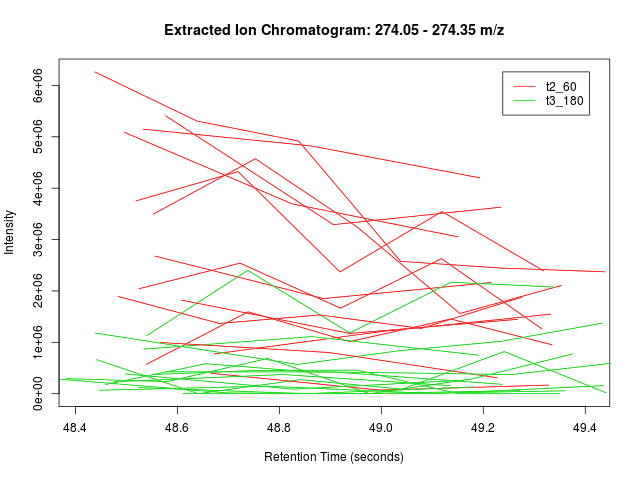 Extracted Ion Chromatogram: 274.05 - 274.35 m/z
t2_60
t3_180
Intensity
6e+06
5e+06
4e+06
3e+06
2e+06
1e+06
0e+00
48.4 48.6 48.8 49.0 49.2 49.4
Retention Time (seconds)